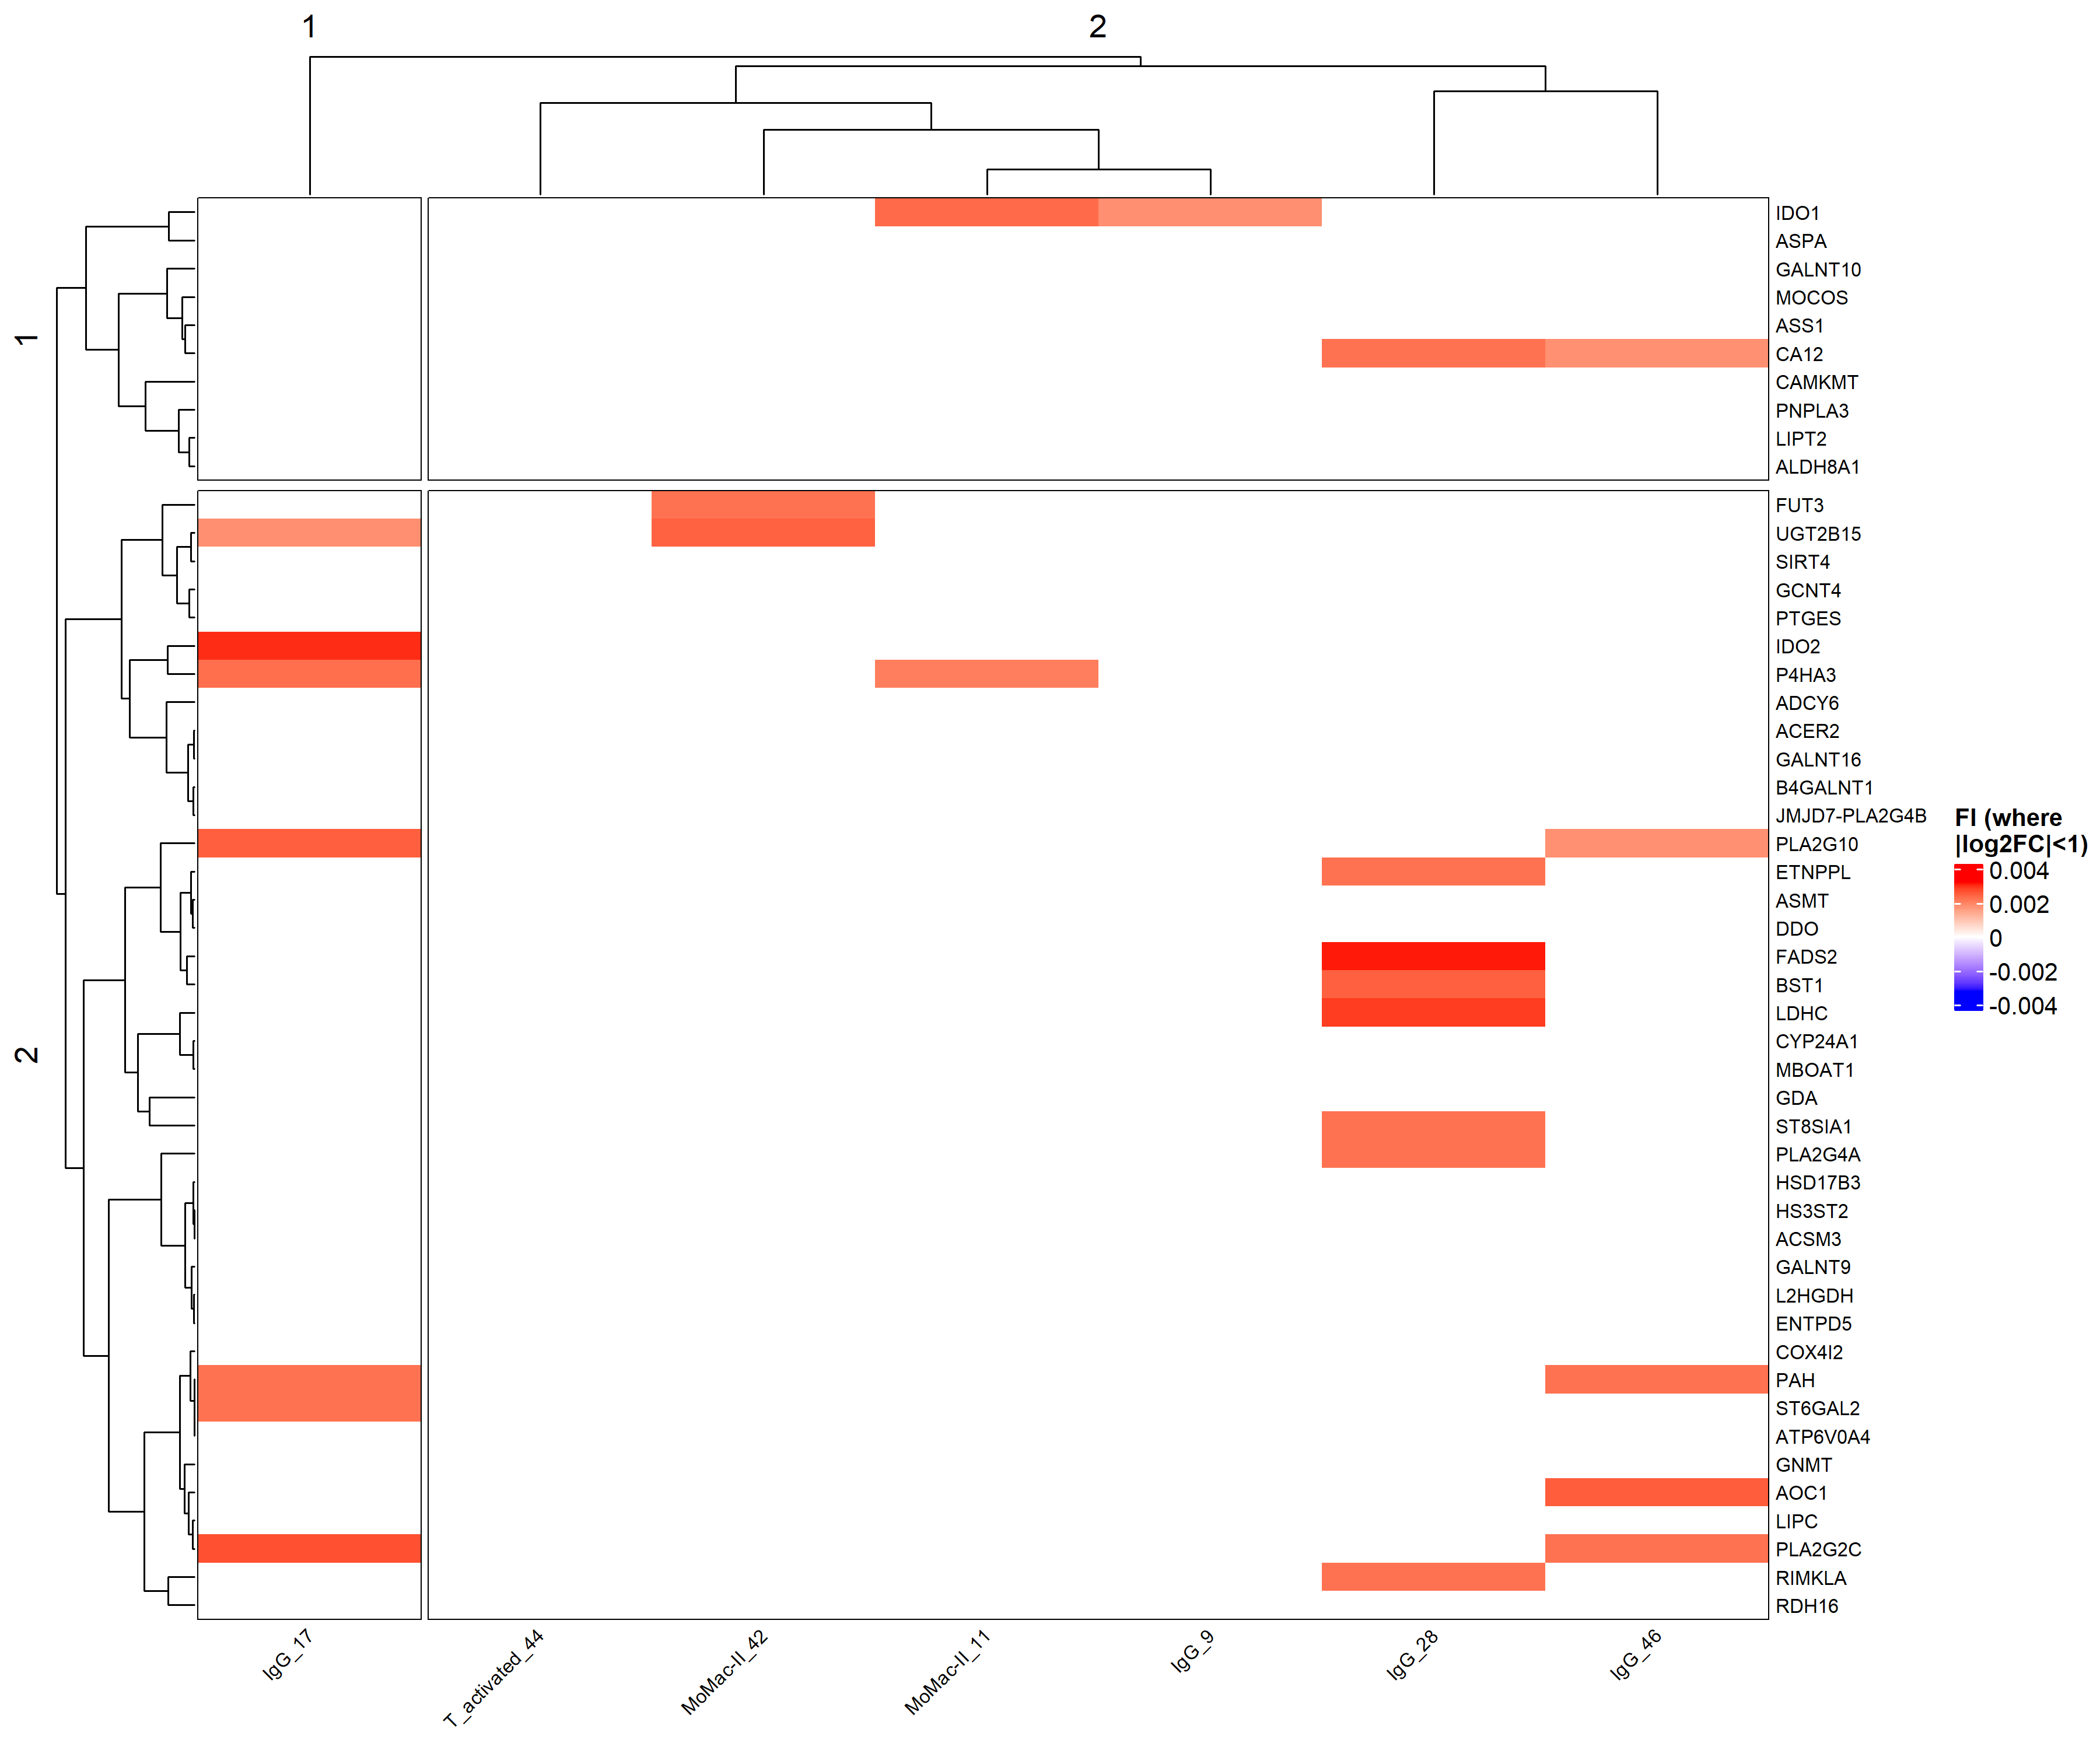 1
2
1
IDO1
ASPA
GALNT10
MOCOS
ASS1
CA12
CAMKMT
PNPLA3
LIPT2
ALDH8A1
2
FUT3
UGT2B15
SIRT4
GCNT4
PTGES
IDO2
P4HA3
ADCY6
ACER2
GALNT16
B4GALNT1
JMJD7-PLA2G4B
PLA2G10
ETNPPL
ASMT
DDO
FADS2
BST1
LDHC
CYP24A1
MBOAT1
GDA
ST8SIA1
PLA2G4A
HSD17B3
HS3ST2
ACSM3
GALNT9
L2HGDH
ENTPD5
COX4I2
PAH
ST6GAL2
ATP6V0A4
GNMT
AOC1
LIPC
PLA2G2C
RIMKLA
RDH16
FI (where
|log2FC|<1)
0.004
0.002
0
-0.002
-0.004
IgG_17
T_activated_44
MoMac-II_42
MoMac-II_11
IgG_9
IgG_28
IgG_46